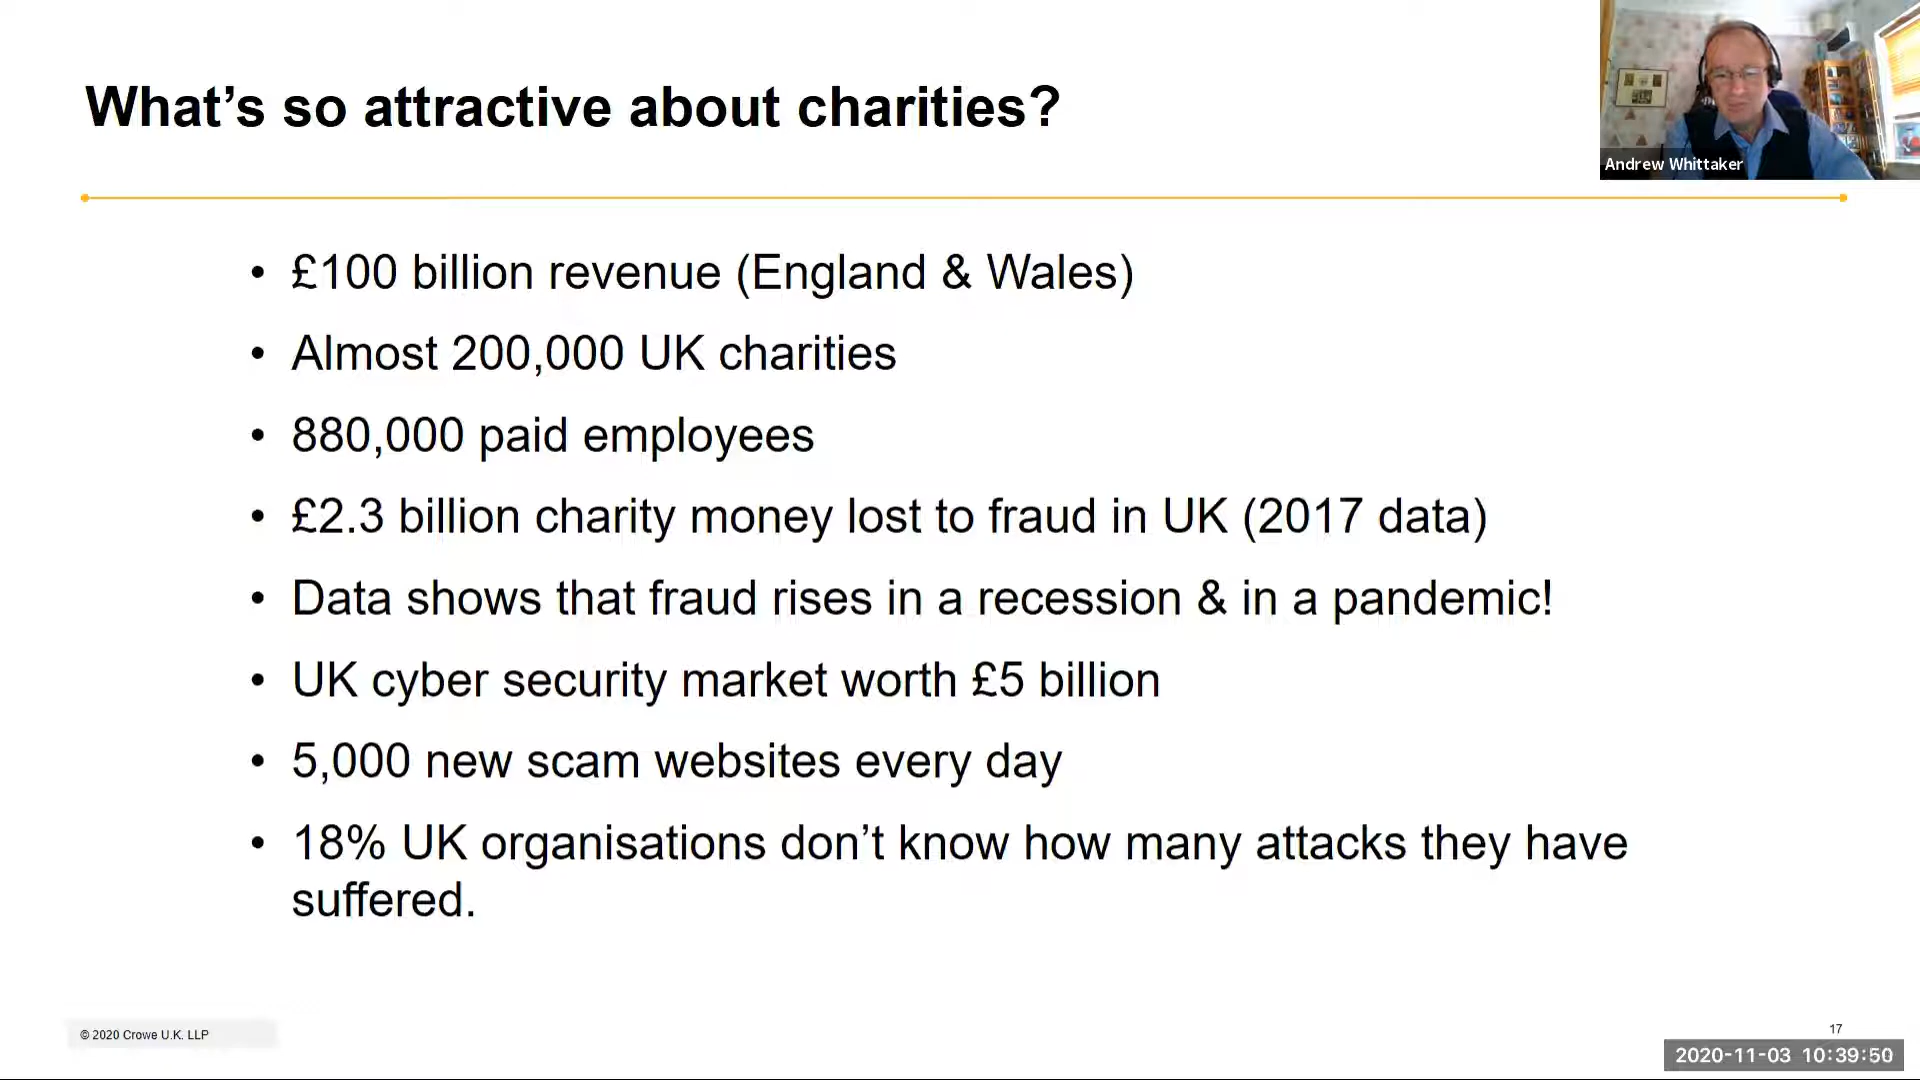 What’s so attractive about charities?
Andrew Whittaker
• £100 billion revenue (England & Wales)
• Almost 200,000 UK charities
• 880,000 paid employees
• £2.3 billion charity money lost to fraud in UK (2017 data)
• Data shows that fraud rises in a recession & in a pandemic!
• UK cyber security market worth £5 billion
• 5,000 new scam websites every day
• 18% UK organisations don’t know how many attacks they have
suffered.
© 2020 Crowe U.K. LLP
17
2020-11-03 10:39:50